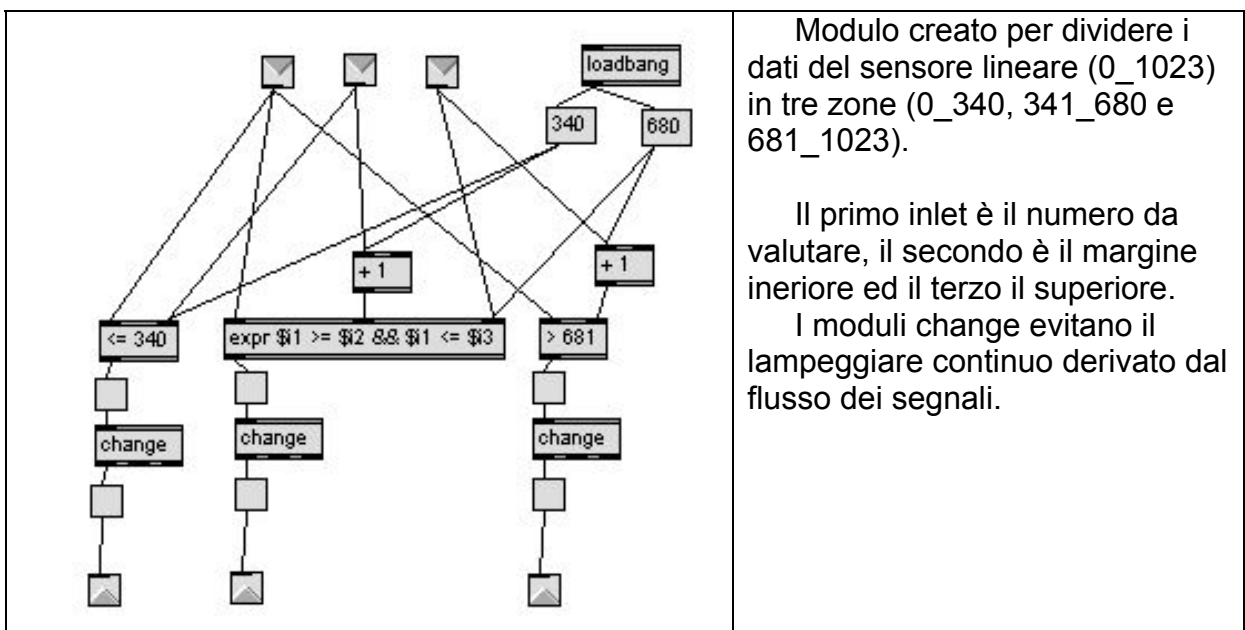 loadbang
340
680
+ 1
+ 1
<= 340
expr $i1 >= $i2 && $i1 <= $i3
> 681
change
change
change
Modulo creato per dividere i
dati del sensore lineare (0_1023)
in tre zone (0_340, 341_680 e
681_1023).
Il primo inlet è il numero da
valutare, il secondo è il margine
ineriore ed il terzo il superiore.
I moduli change evitano il
lampeggiare continuo derivato dal
flusso dei segnali.